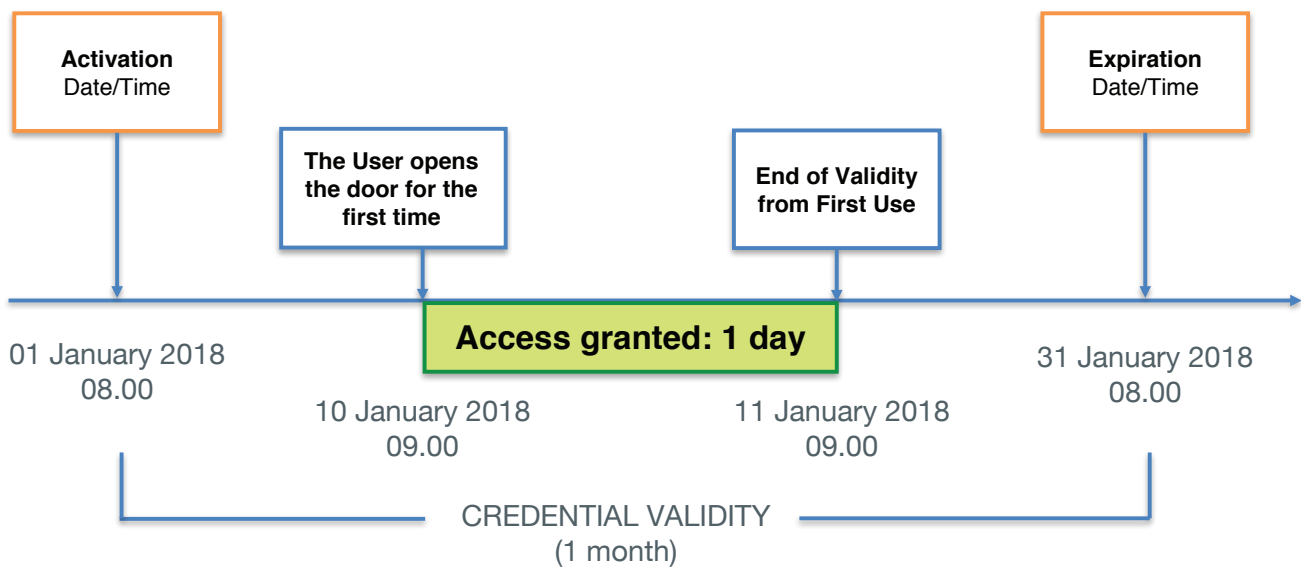 Activation
Date/Time
Expiration
Date/Time
The User opens
the door for the
first time
End of Validity
from First Use
Access granted: 1 day
01 January 2018
08.00
10 January 2018
09.00
11 January 2018
09.00
31 January 2018
08.00
CREDENTIAL VALIDITY
(1 month)